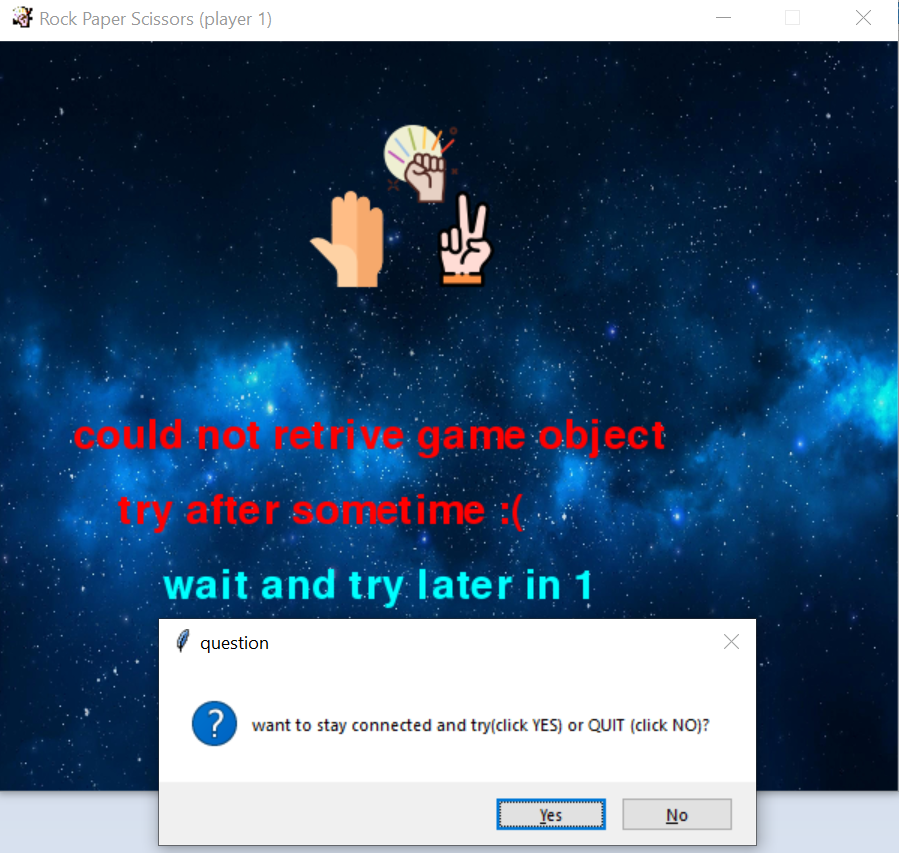 Rock Paper Scissors (player 1)
could not retrive game object
try after sometime :(
wait and try later in 1
question
want to stay connected and try(click YES) or QUIT (click NO)?
Yes
No